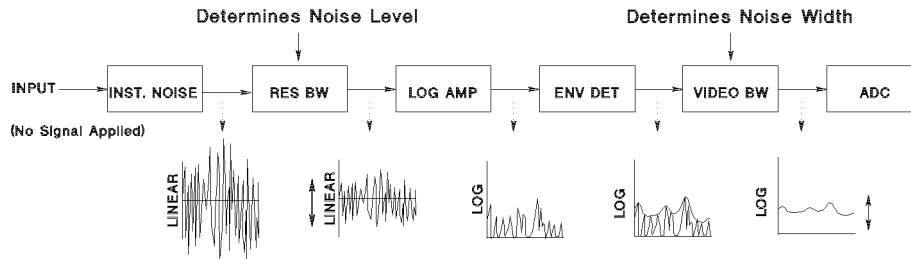 Determines Noise Level
Determines Noise Width
INPUT
INST. NOISE
RES BW
LOG AMP
ENV DET
VIDEO BW
ADC
(No Signal Applied)
LINEAR
LINEAR
LOG
LOG
LOG